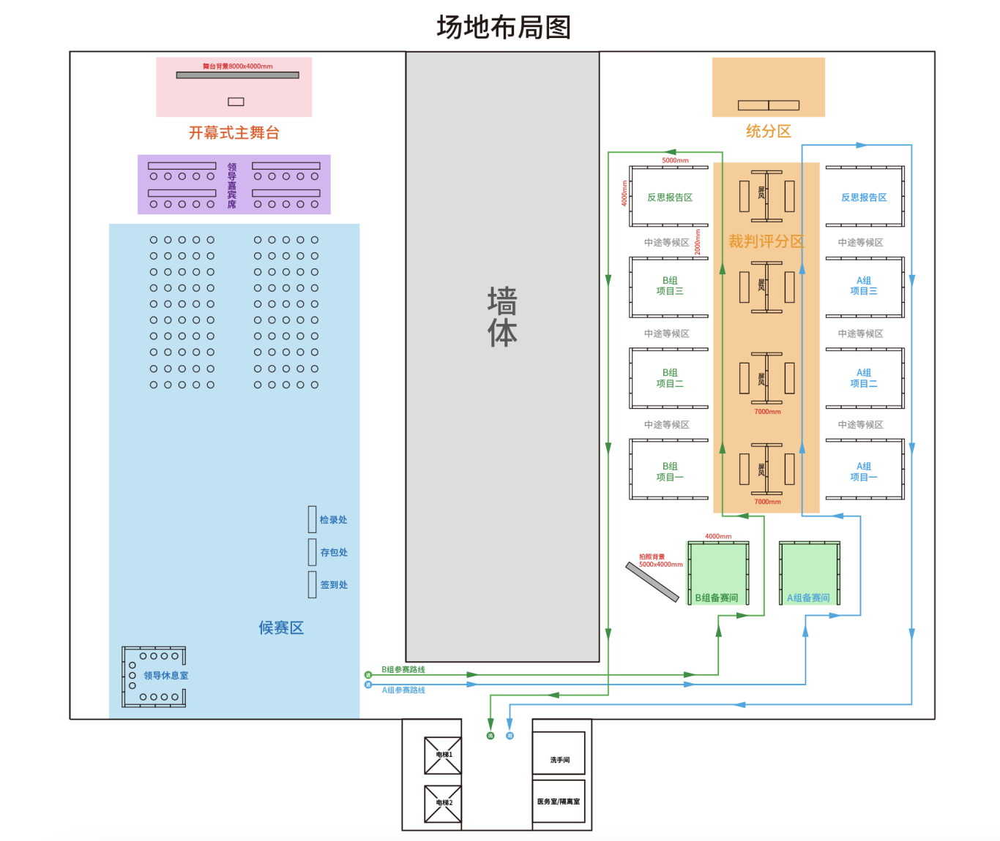 场地布局图
舞台背景8000x4000mm
开幕式主舞台
领导嘉宾席
检录处
存包处
签到处
候赛区
领导休息室
墙体
统分区
5000mm
4000mm
反思报告区
屏风
反思报告区
中途等候区
2000mm
裁判评分区
中途等候区
B组
项目三
屏风
A组
项目三
中途等候区
中途等候区
B组
项目二
屏风
A组
项目二
7000mm
中途等候区
中途等候区
B组
项目一
屏风
A组
项目一
7000mm
4000mm
拍照背景
5000x4000mm
B组备赛间
A组备赛间
进
B组参赛路线
进
A组参赛路线
出
出
电梯1
洗手间
电梯2
医务室/隔离室